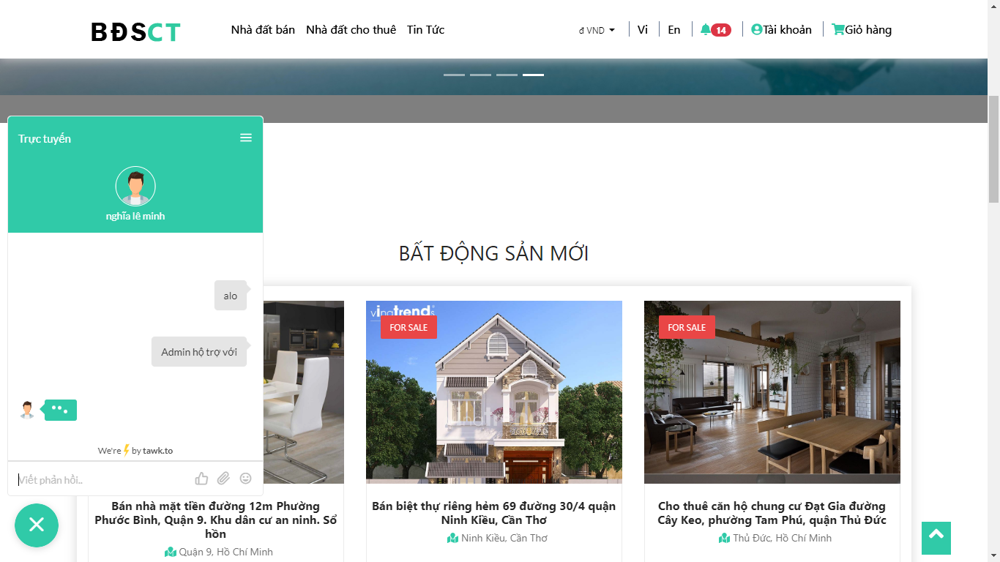 BĐSCT
Nhà đất bán Nhà đất cho thuê Tin Tức
đ VND Vi En 14 Tài khoản Giỏ hàng
Trực tuyến
nghĩa lê minh
alo
Admin hộ trợ với
We're by tawk.to
Viết phản hồi..
BẤT ĐỘNG SẢN MỚI
vinatrends
FOR SALE
vinatrends
FOR SALE
Bán nhà mặt tiền đường 12m Phường
Phước Bình, Quận 9. Khu dân cư an ninh. Sổ
hồn
Quận 9, Hồ Chí Minh
Bán biệt thự riêng hẻm 69 đường 30/4 quận
Ninh Kiều, Cần Thơ
Ninh Kiều, Cần Thơ
Cho thuê căn hộ chung cư Đạt Gia đường
Cây Keo, phường Tam Phú, quận Thủ Đức
Thủ Đức, Hồ Chí Minh